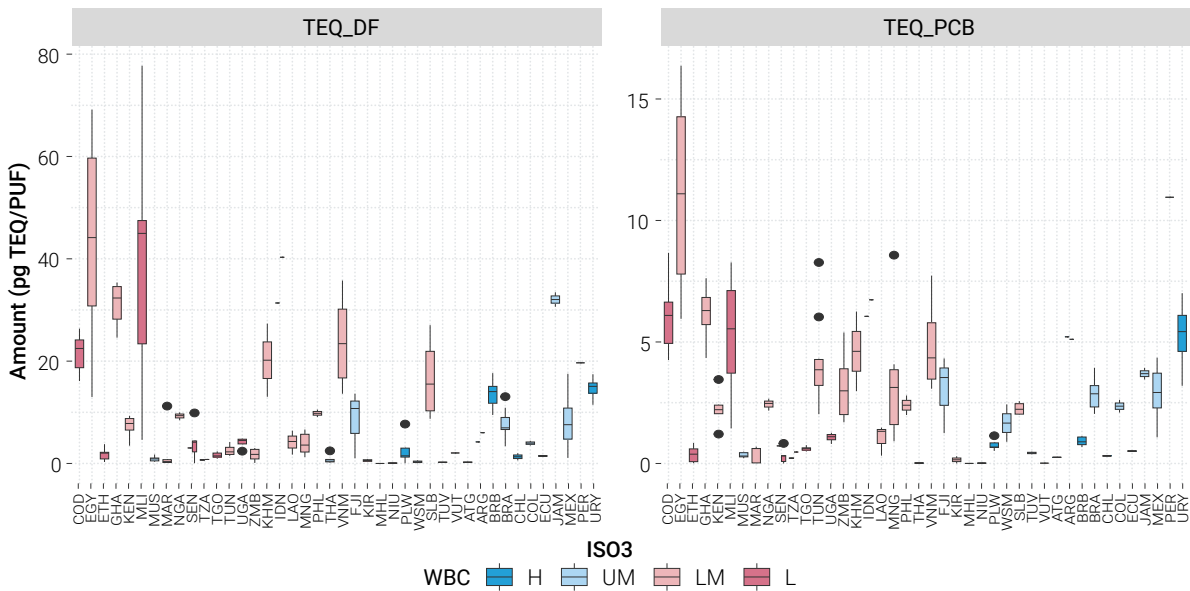 TEQ_DF TEQ_PCB
Amount (pg TEQ/PUF)
80
60
40
20
0
15
10
5
0
COD EGY ETH GHA KEN MLI MUS MAR NGA SEN TZA TGO TUN UGA ZMB KHM IDN LAO MNG PHL THA VNM FJI KIR MHL NIU PLW WSM SLB TUV VUT ATG ARG BRB BRA CHL COL ECU JAM MEX PER URY
COD EGY ETH GHA KEN MLI MUS MAR NGA SEN TZA TGO TUN UGA ZMB KHM IDN LAO MNG PHL THA VNM FJI KIR MHL NIU PLW WSM SLB TUV VUT ATG ARG BRB BRA CHL COL ECU JAM MEX PER URY
ISO3
WBC H UM LM L